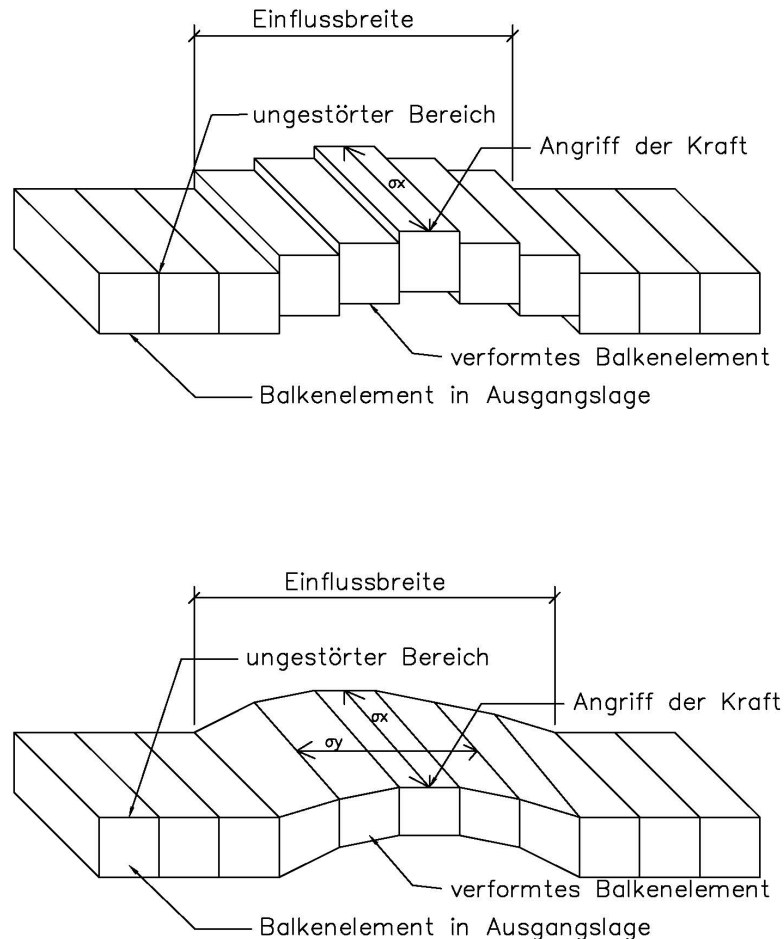 Einflussbreite
ungestörter Bereich
Angriff der Kraft
σx
verformtes Balkenelement
Balkenelement in Ausgangslage
Einflussbreite
ungestörter Bereich
Angriff der Kraft
σx
σy
verformtes Balkenelement
Balkenelement in Ausgangslage